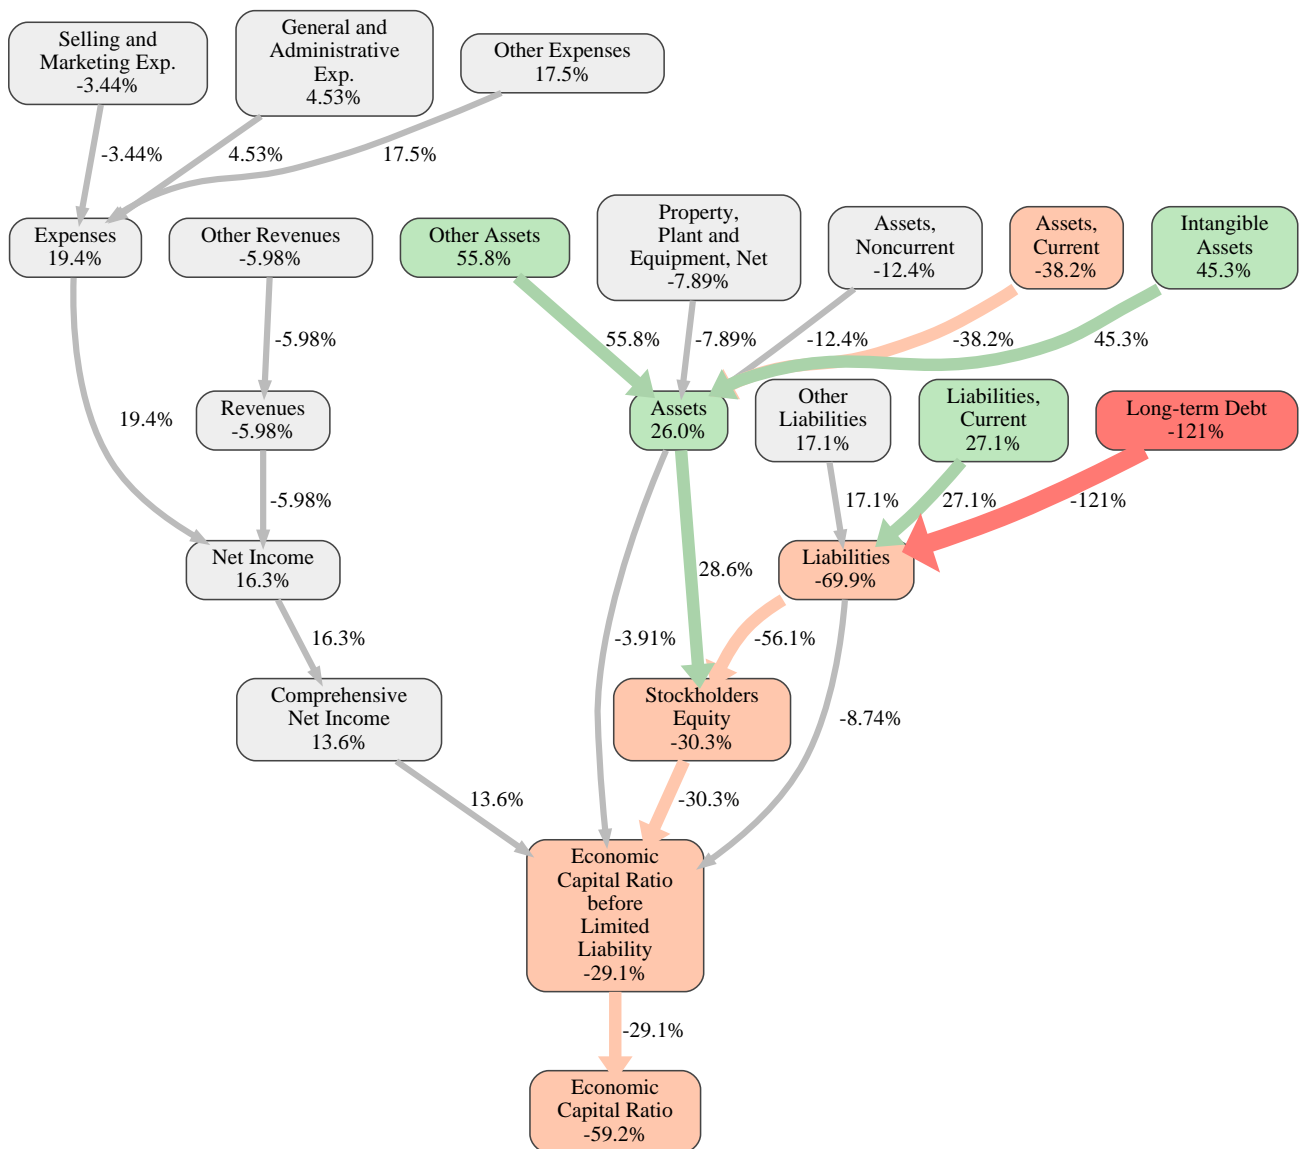 Selling and
Marketing Exp.
-3.44%
General and
Administrative
Exp.
4.53%
Other Expenses
17.5%
-3.44%
4.53%
17.5%
Expenses
19.4%
Other Revenues
-5.98%
Other Assets
55.8%
Property,
Plant and
Equipment, Net
-7.89%
Assets,
Noncurrent
-12.4%
Assets,
Current
-38.2%
Intangible
Assets
45.3%
-5.98%
55.8%
-7.89%
-12.4%
-38.2%
45.3%
19.4%
Revenues
-5.98%
Assets
26.0%
Other
Liabilities
17.1%
Liabilities,
Current
27.1%
Long-term Debt
-121%
-5.98%
17.1%
27.1%
-121%
Net Income
16.3%
28.6%
Liabilities
-69.9%
16.3%
-3.91%
-56.1%
Comprehensive
Net Income
13.6%
Stockholders
Equity
-30.3%
-8.74%
13.6%
-30.3%
Economic
Capital Ratio
before
Limited
Liability
-29.1%
-29.1%
Economic
Capital Ratio
-59.2%